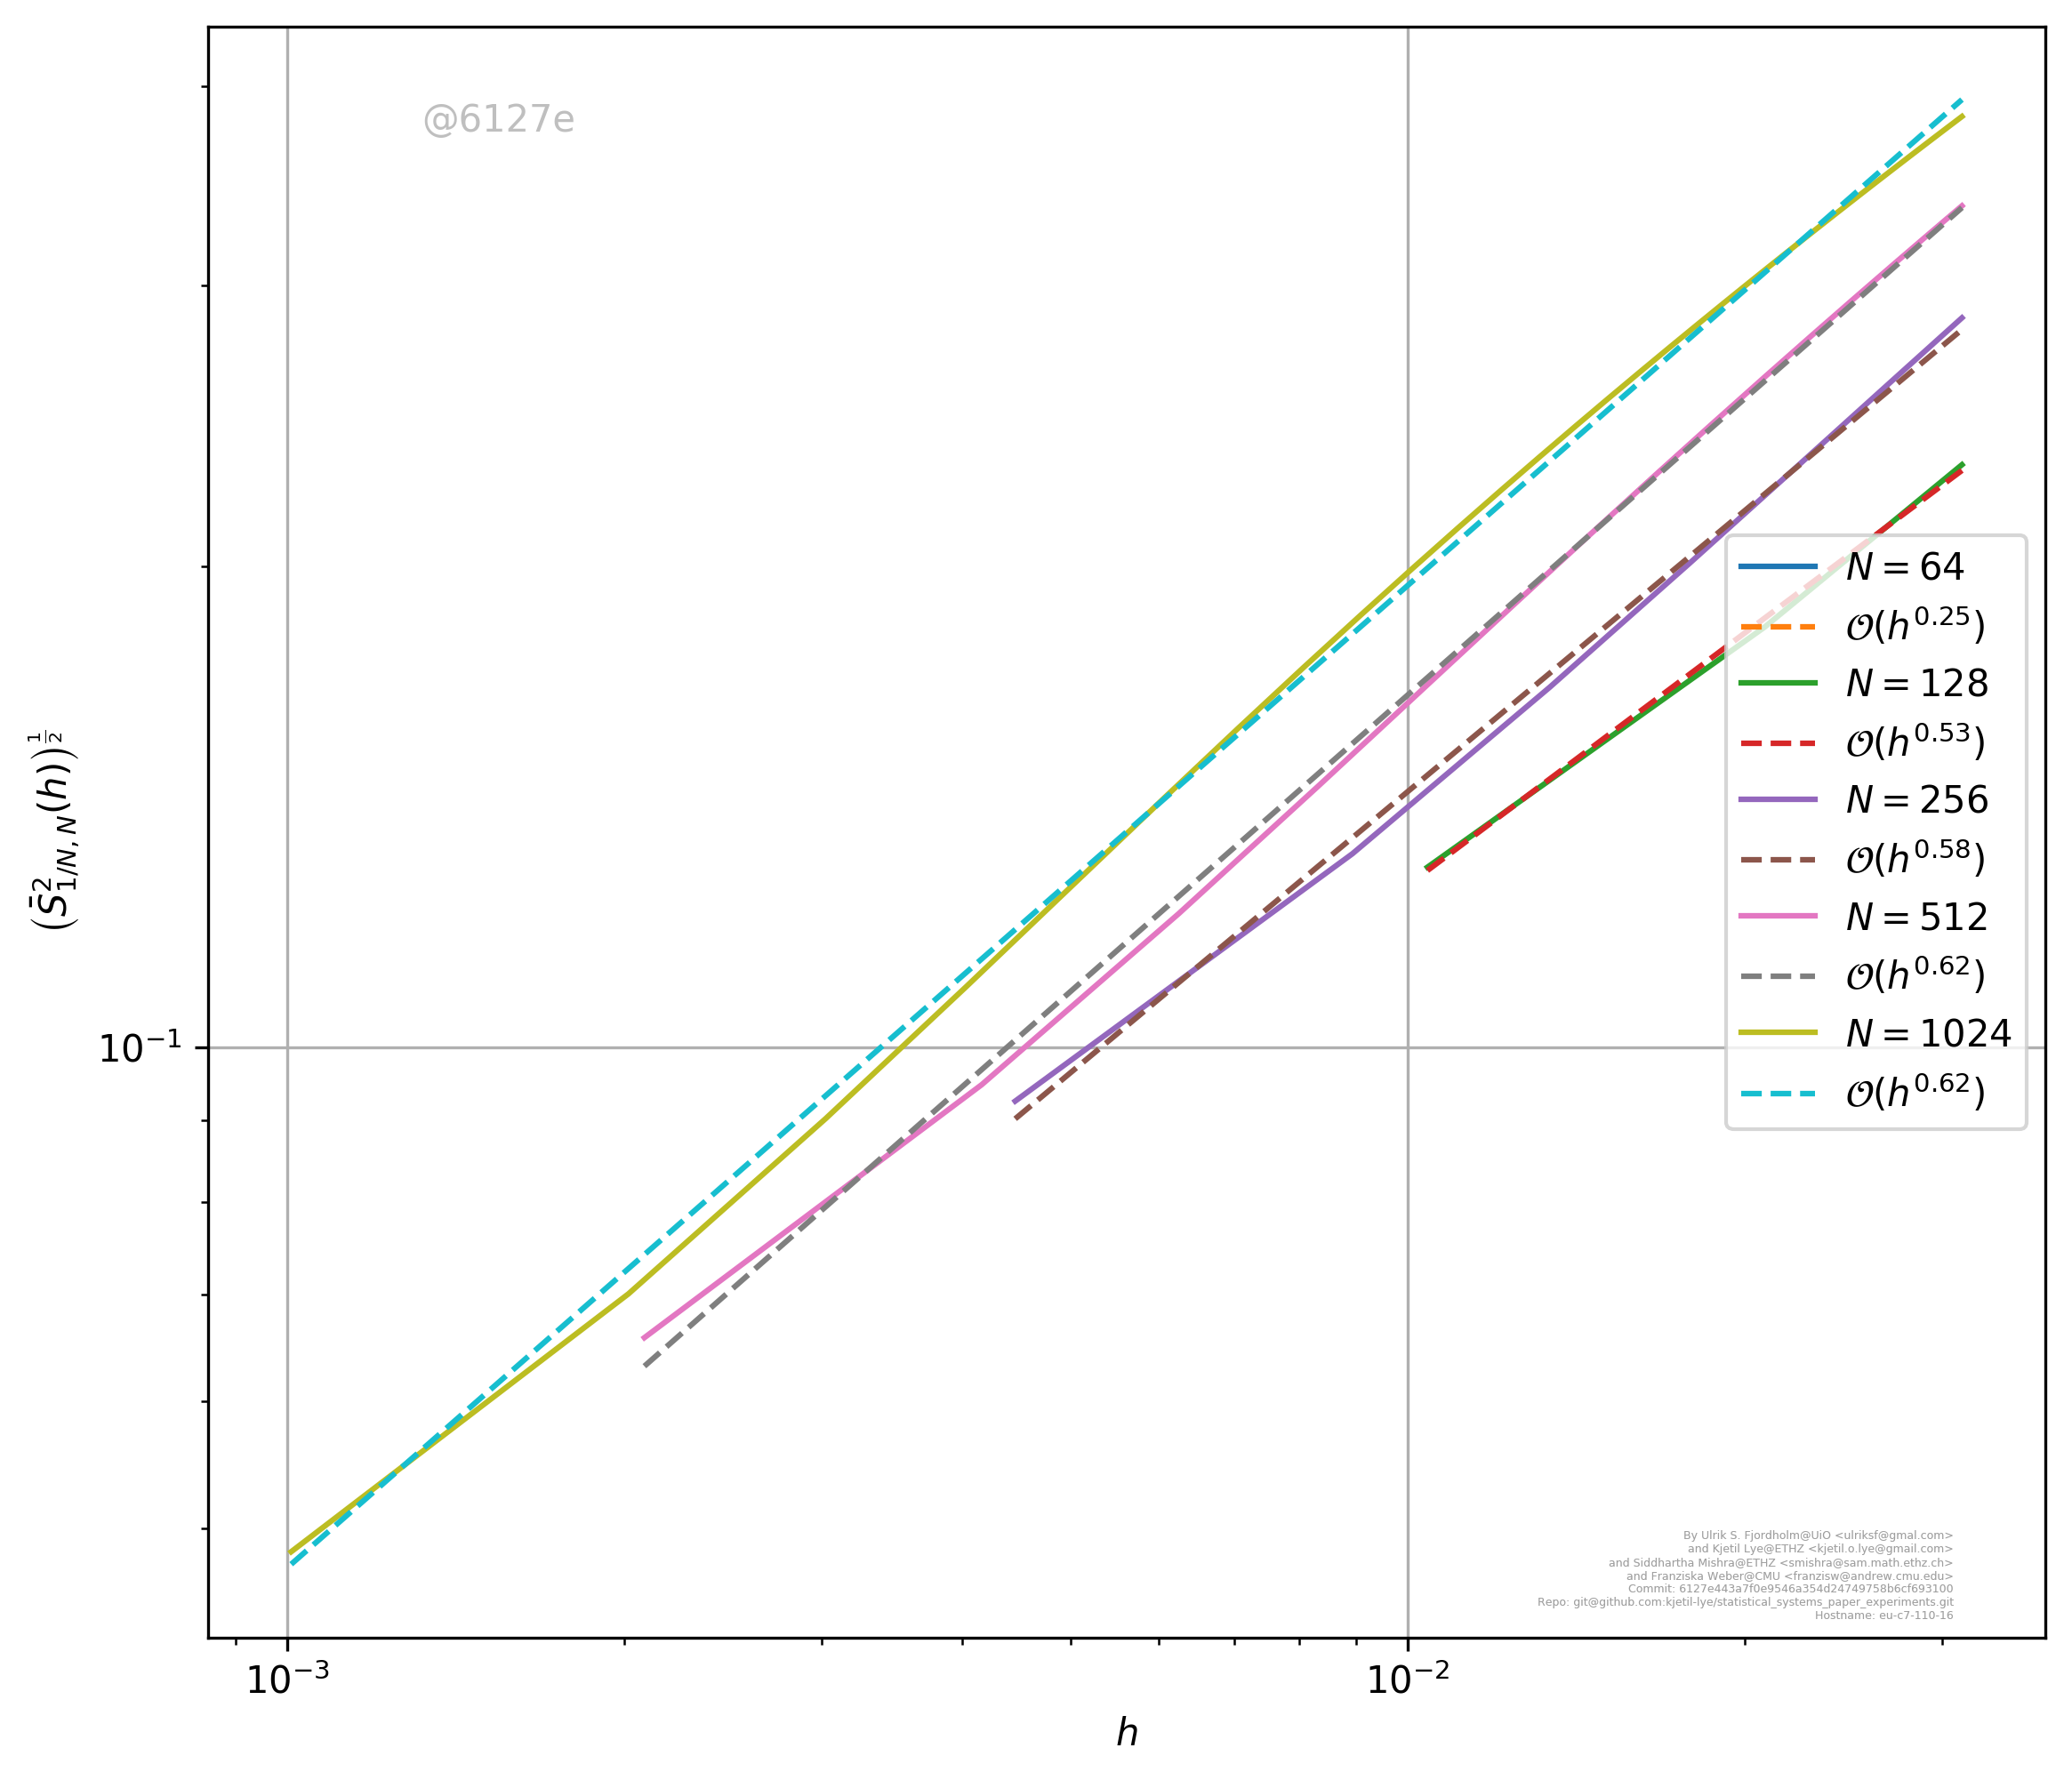 @6127e
(S̄²₁/N, N(h))^½
10⁻¹
N = 64
𝒪(h^0.25)
N = 128
𝒪(h^0.53)
N = 256
𝒪(h^0.58)
N = 512
𝒪(h^0.62)
N = 1024
𝒪(h^0.62)
By Ulrik S. Fjordholm@UiO <ulriksf@gmal.com>
and Kjetil Lye@ETHZ <kjetil.o.lye@gmail.com>
and Siddhartha Mishra@ETHZ <smishra@sam.math.ethz.ch>
and Franziska Weber@CMU <franzisw@andrew.cmu.edu>
Commit: 6127e443a7f0e9546a354d24749758b6cf693100
Repo: git@github.com:kjetil-lye/statistical_systems_paper_experiments.git
Hostname: eu-c7-110-16
10⁻³ 10⁻²
h